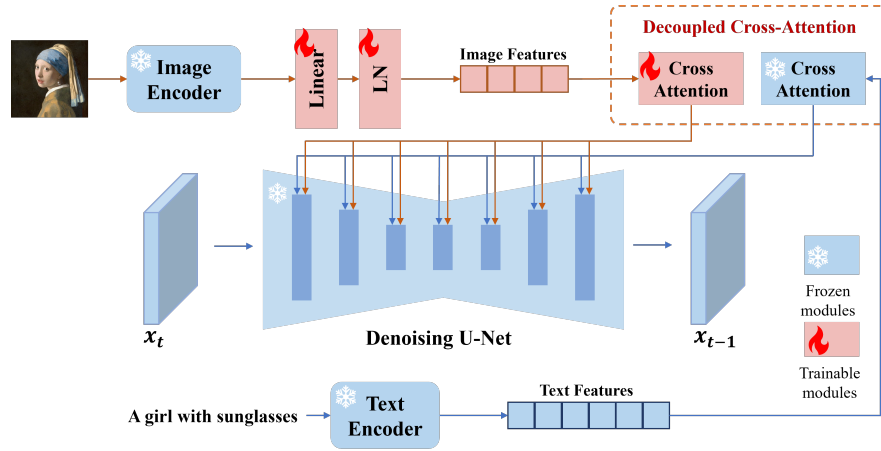 Decoupled Cross-Attention
Image
Encoder
Linear
LN
Image Features
Cross
Attention
Cross
Attention
x_t
Denoising U-Net
x_{t-1}
Frozen
modules
Trainable
modules
A girl with sunglasses
Text
Encoder
Text Features